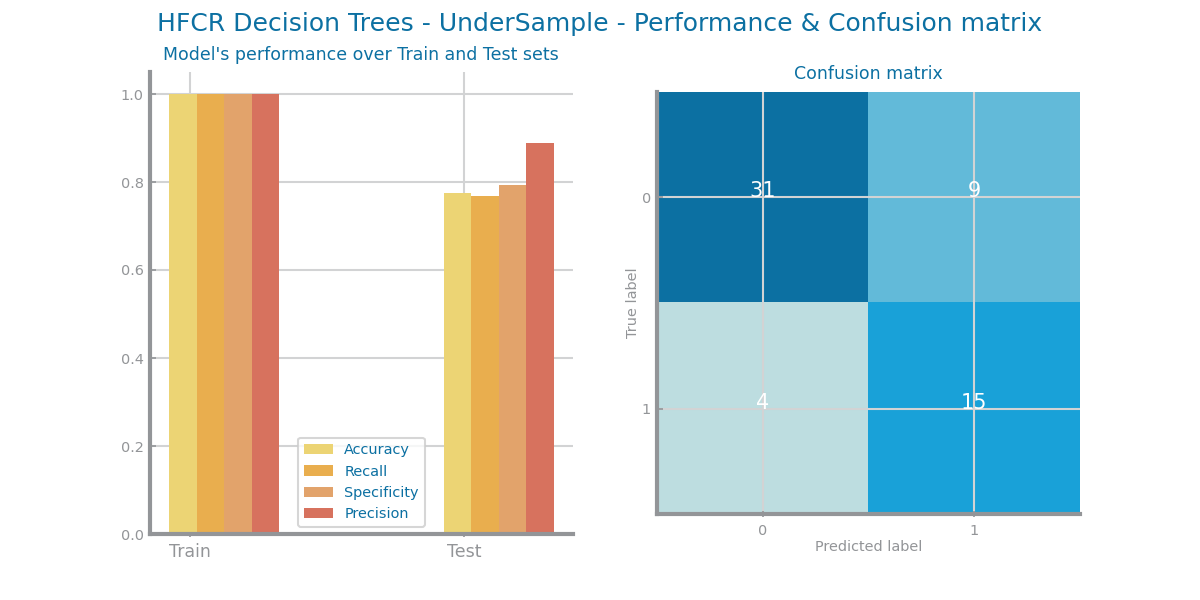 HFCR Decision Trees - UnderSample - Performance & Confusion matrix
Model's performance over Train and Test sets
1.0
0.8
0.6
0.4
0.2
0.0
Accuracy
Recall
Specificity
Precision
Train
Test
Confusion matrix
True label
0
1
31
9
4
15
0
1
Predicted label